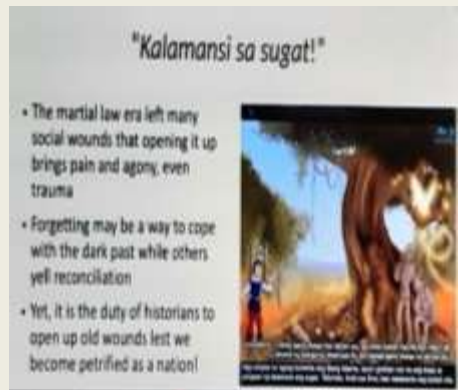 "Kalamansi sa sugat!"
• The martial law era left many
social wounds that opening it up
brings pain and agony, even
trauma
• Forgetting may be a way to cope
with the dark past while others
yell reconciliation
• Yet, it is the duty of historians to
open up old wounds lest we
become petrified as a nation!